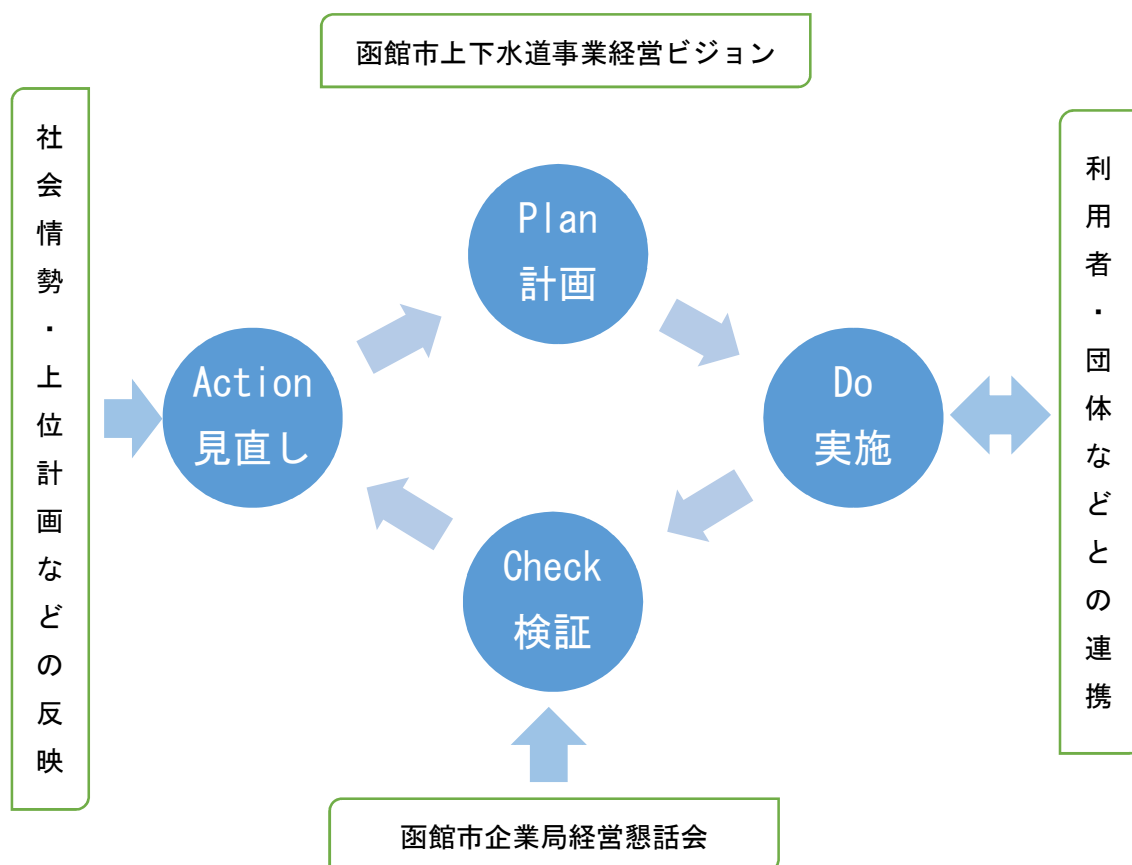 函館市上下水道事業経営ビジョン
社会情勢・上位計画などの反映
Plan
計画
利用者・団体などとの連携
Action
見直し
Do
実施
Check
検証
函館市企業局経営懇話会